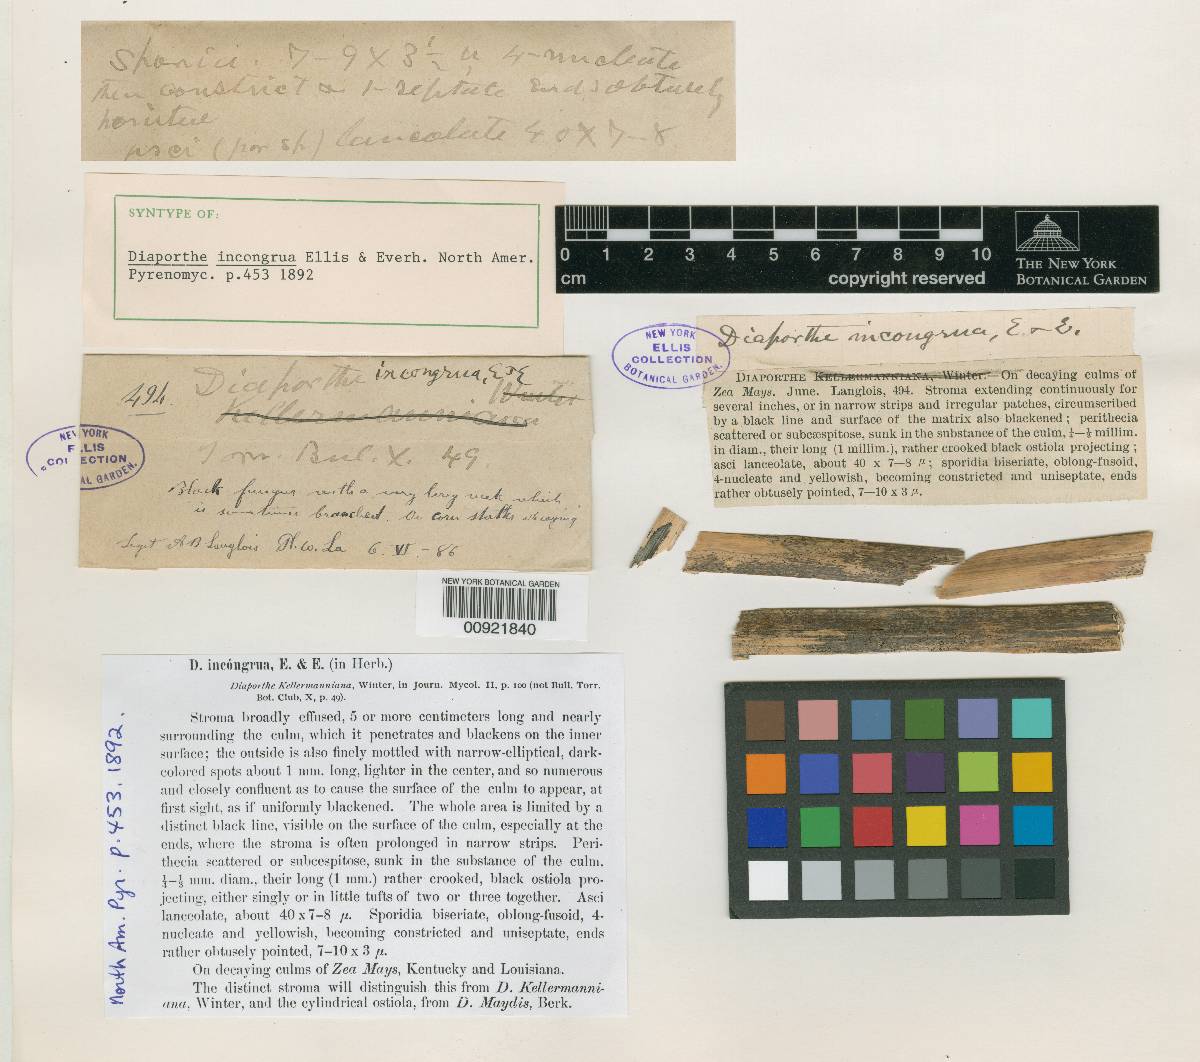 Sporidia. 7–9 x 3½ µ 4-nucleate
then constrict & 1-septate ends obtusely
asci (par sp) lanceolate 40 x 7–8
SYNTYPE OF:
Diaporthe incongrua Ellis & Everh. North Amer.
Pyrenomyc. p.453 1892
0 1 2 3 4 5 6 7 8 9 10
cm
copyright reserved
THE NEW YORK
BOTANICAL GARDEN
NEW YORK
ELLIS
COLLECTION
BOTANICAL GARDEN.
Diaporthe incongrua, E. & E.
DIAPORTHE KELLERMANNIANA, Winter.—On decaying culms of
Zea Mays. June. Langlois, 494. Stroma extending continuously for
several inches, or in narrow strips and irregular patches, circumscribed
by a black line and surface of the matrix also blackened; perithecia
scattered or subcæspitose, sunk in the substance of the culm, ¼–⅓ millim.
in diam., their long (1 millim.), rather crooked black ostiola projecting;
asci lanceolate, about 40 x 7–8 µ; sporidia biseriate, oblong-fusoid,
4-nucleate and yellowish, becoming constricted and uniseptate, ends
rather obtusely pointed, 7–10 x 3 µ.
494
Diaporthe incongrua, E & E
Kellermanniana Winter
Torr. Bul. X. 49
NEW YORK
ELLIS
COLLECTION
BOTANICAL GARDEN.
Black fungus with a very long neck which
is sometimes branched. On corn stalks decaying
Legit AB Langlois Pl. w. La 6. VI - 86
NEW YORK BOTANICAL GARDEN
00921840
D. incóngrua, E. & E. (in Herb.)
Diaporthe Kellermanniana, Winter, in Journ. Mycol. II, p. 100 (not Bull. Torr.
Bot. Club, X, p. 49).
Stroma broadly effused, 5 or more centimeters long and nearly
surrounding the culm, which it penetrates and blackens on the inner
surface; the outside is also finely mottled with narrow-elliptical, dark-
colored spots about 1 mm. long, lighter in the center, and so numerous
and closely confluent as to cause the surface of the culm to appear, at
first sight, as if uniformly blackened. The whole area is limited by a
distinct black line, visible on the surface of the culm, especially at the
ends, where the stroma is often prolonged in narrow strips. Peri-
thecia scattered or subcespitose, sunk in the substance of the culm,
¼–⅓ mm. diam., their long (1 mm.) rather crooked, black ostiola pro-
jecting, either singly or in little tufts of two or three together. Asci
lanceolate, about 40 x 7–8 µ. Sporidia biseriate, oblong-fusoid, 4-
nucleate and yellowish, becoming constricted and uniseptate, ends
rather obtusely pointed, 7–10 x 3 µ.
On decaying culms of Zea Mays, Kentucky and Louisiana.
The distinct stroma will distinguish this from D. Kellermanni-
ana, Winter, and the cylindrical ostiola, from D. Maydis, Berk.
North Am. Pyr. p. 453. 1892.